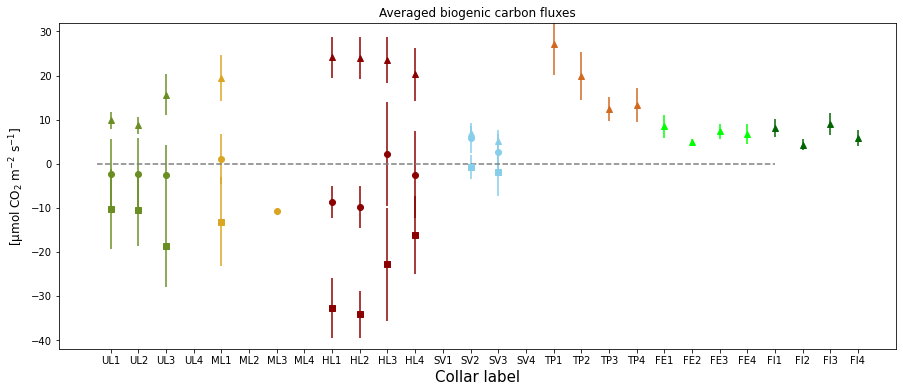 Averaged biogenic carbon fluxes
[μmol CO₂ m⁻² s⁻¹]
30
20
10
0
−10
−20
−30
−40
UL1 UL2 UL3 UL4 ML1 ML2 ML3 ML4 HL1 HL2 HL3 HL4 SV1 SV2 SV3 SV4 TP1 TP2 TP3 TP4 FE1 FE2 FE3 FE4 FI1 FI2 FI3 FI4
Collar label